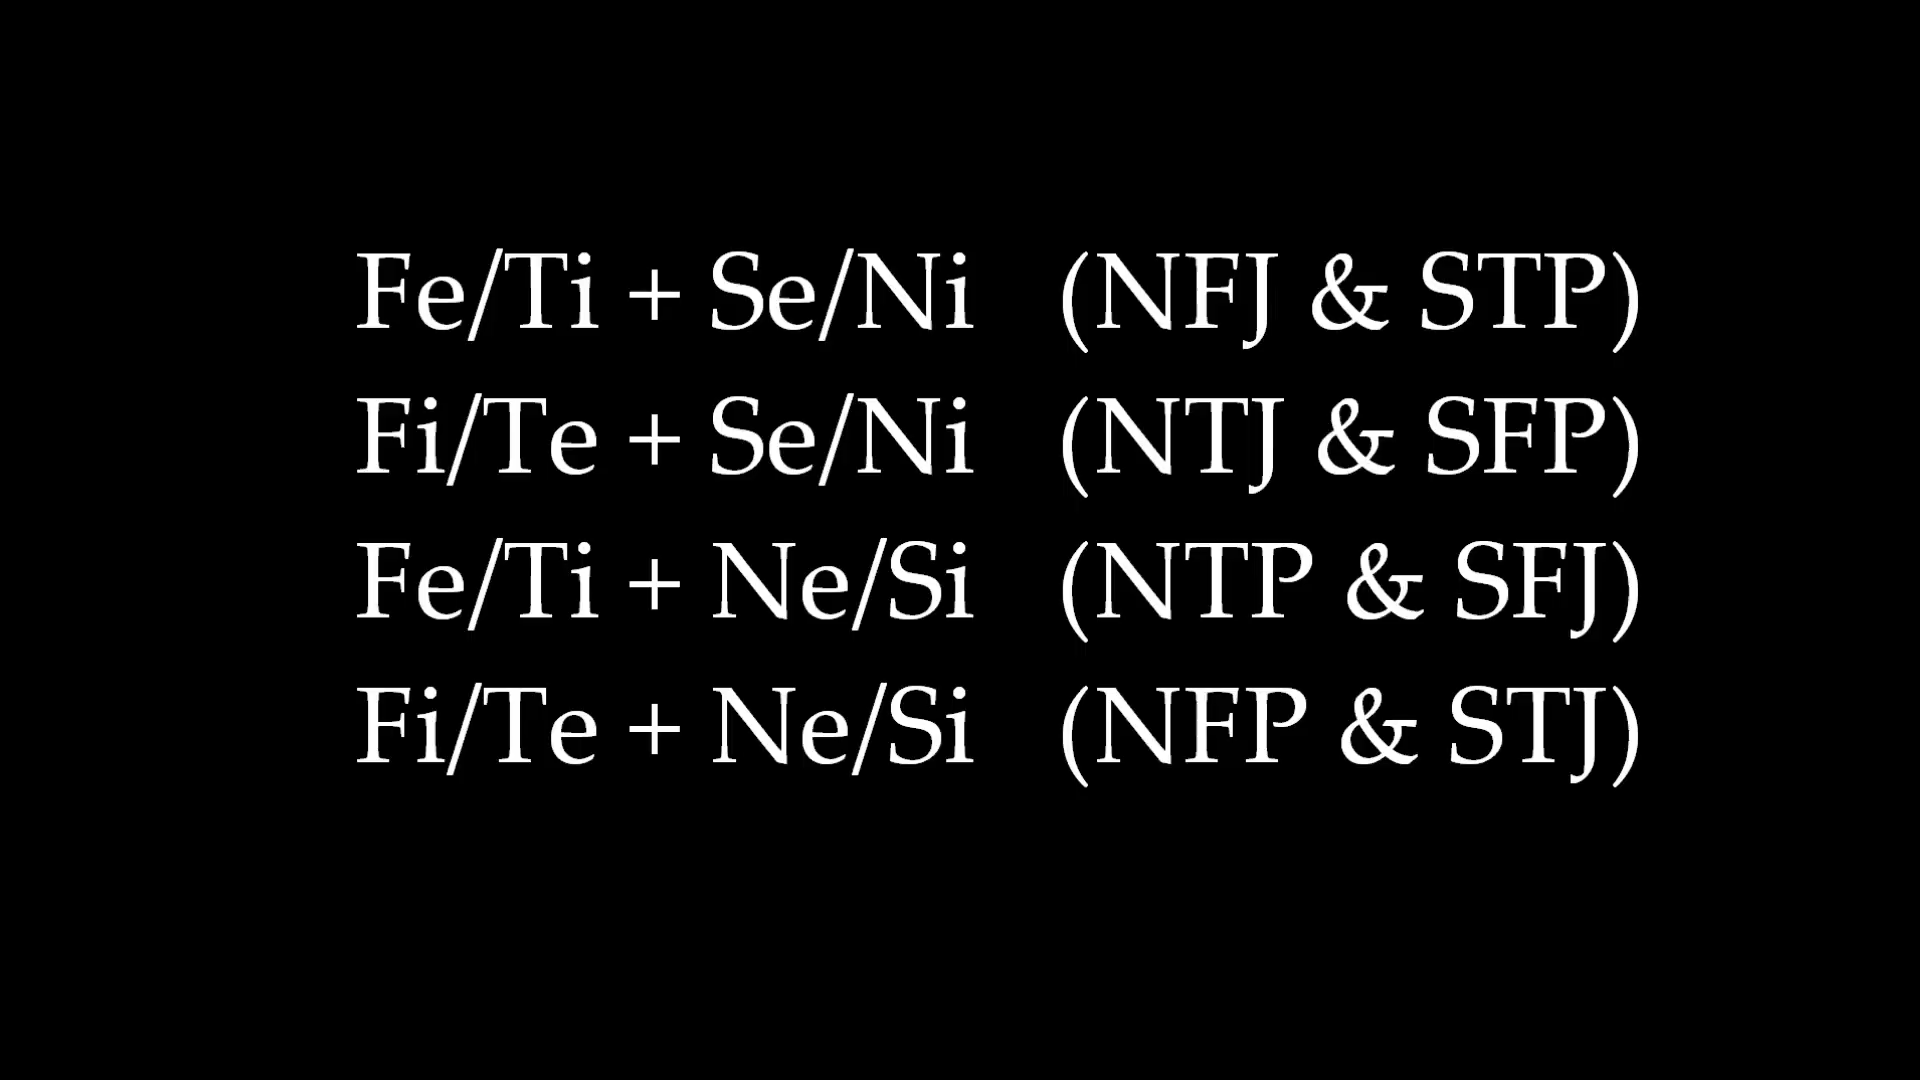 Fe/Ti + Se/Ni (NFJ & STP)
Fi/Te + Se/Ni (NTJ & SFP)
Fe/Ti + Ne/Si (NTP & SFJ)
Fi/Te + Ne/Si (NFP & STJ)